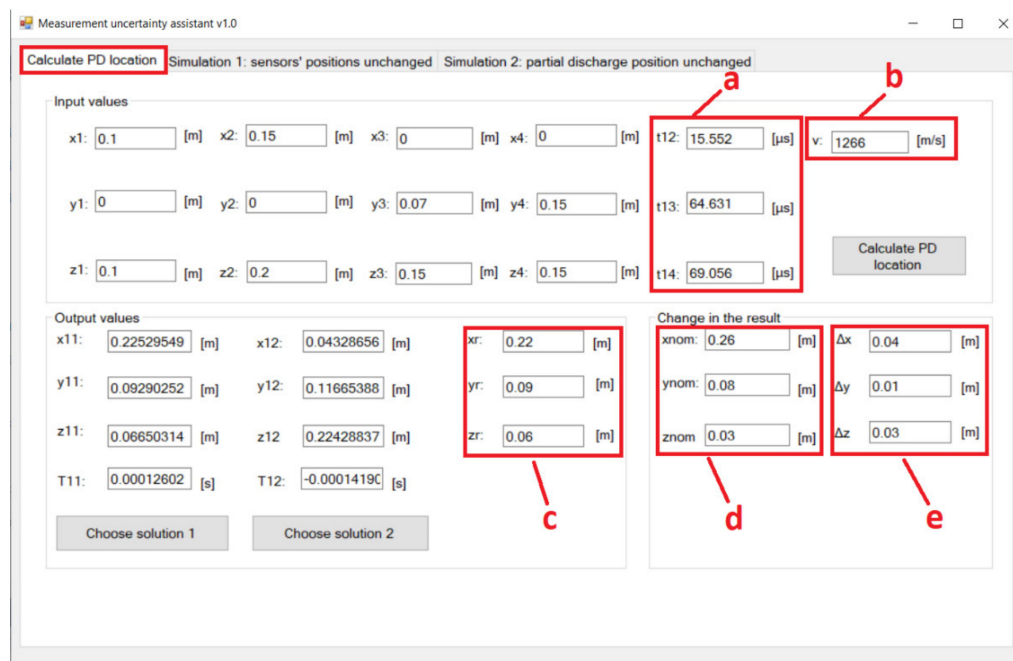 Measurement uncertainty assistant v1.0
Calculate PD location Simulation 1: sensors' positions unchanged Simulation 2: partial discharge position unchanged
a
b
Input values
x1: 0.1 [m] x2: 0.15 [m] x3: 0 [m] x4: 0 [m] t12: 15.552 [µs] v: 1266 [m/s]
y1: 0 [m] y2: 0 [m] y3: 0.07 [m] y4: 0.15 [m] t13: 64.631 [µs]
Calculate PD
location
z1: 0.1 [m] z2: 0.2 [m] z3: 0.15 [m] z4: 0.15 [m] t14: 69.056 [µs]
Output values
Change in the result
x11: 0.22529549 [m] x12: 0.04328656 [m] xr: 0.22 [m] xnom: 0.26 [m] Δx 0.04 [m]
y11: 0.09290252 [m] y12: 0.11665388 [m] yr: 0.09 [m] ynom: 0.08 [m] Δy 0.01 [m]
z11: 0.06650314 [m] z12 0.22428837 [m] zr: 0.06 [m] znom 0.03 [m] Δz 0.03 [m]
T11: 0.00012602 [s] T12: -0.0001419C [s]
c
d
e
Choose solution 1 Choose solution 2